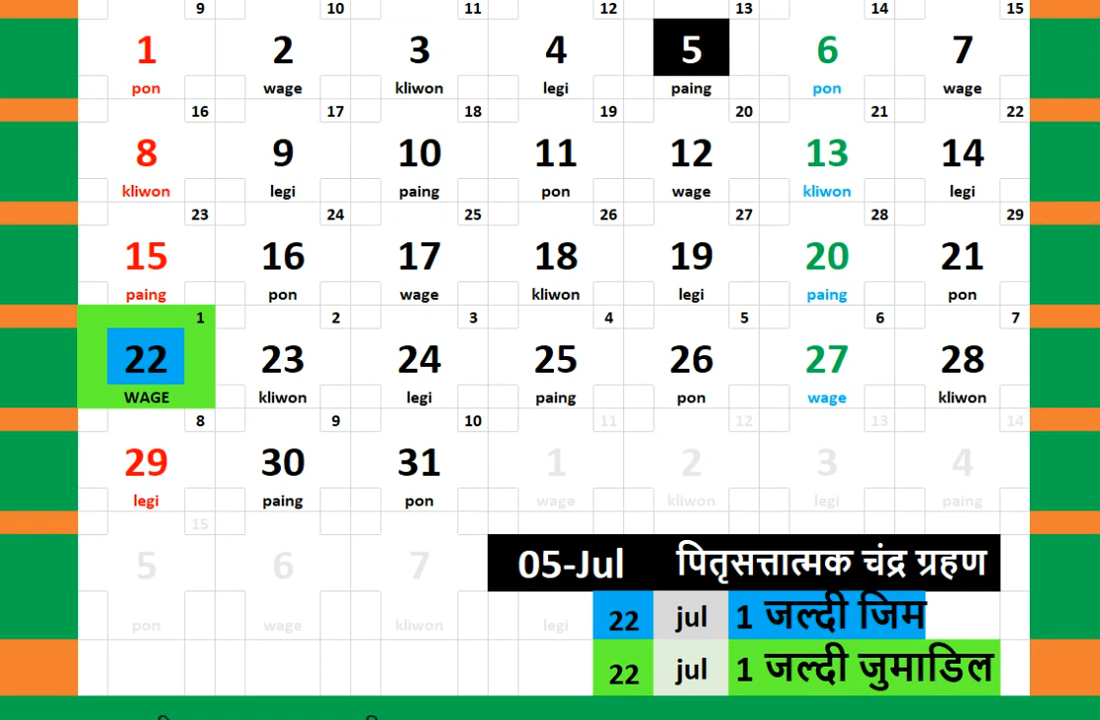 9 10 11 12 13 14 15
1 2 3 4 5 6 7
pon wage kliwon legi paing pon wage
16 17 18 19 20 21 22
8 9 10 11 12 13 14
kliwon legi paing pon wage kliwon legi
23 24 25 26 27 28 29
15 16 17 18 19 20 21
paing pon wage kliwon legi paing pon
1 2 3 4 5 6 7
22 23 24 25 26 27 28
WAGE kliwon legi paing pon wage kliwon
8 9 10 11 12 13 14
29 30 31 1 2 3 4
legi paing pon wage kliwon legi paing
15
5 6 7
05-Jul पितृसत्तात्मक चंद्र ग्रहण
pon wage kliwon legi
22 jul 1 जल्दी जिम
22 jul 1 जल्दी जुमाडिल